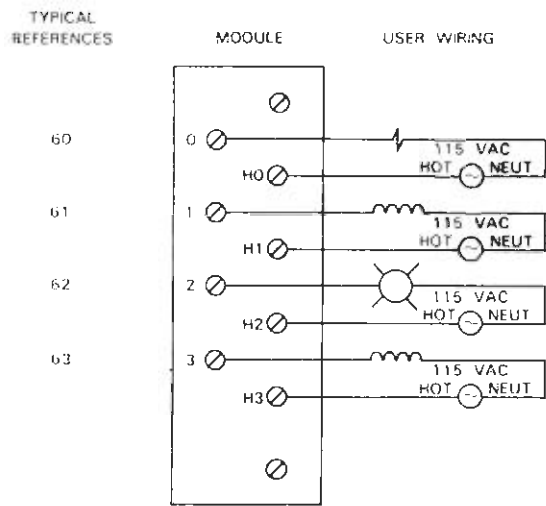 TYPICAL
REFERENCES MODULE USER WIRING
60 0
115 VAC
H0 HOT NEUT
61 1
115 VAC
H1 HOT NEUT
62 2
115 VAC
H2 HOT NEUT
63 3
115 VAC
H3 HOT NEUT